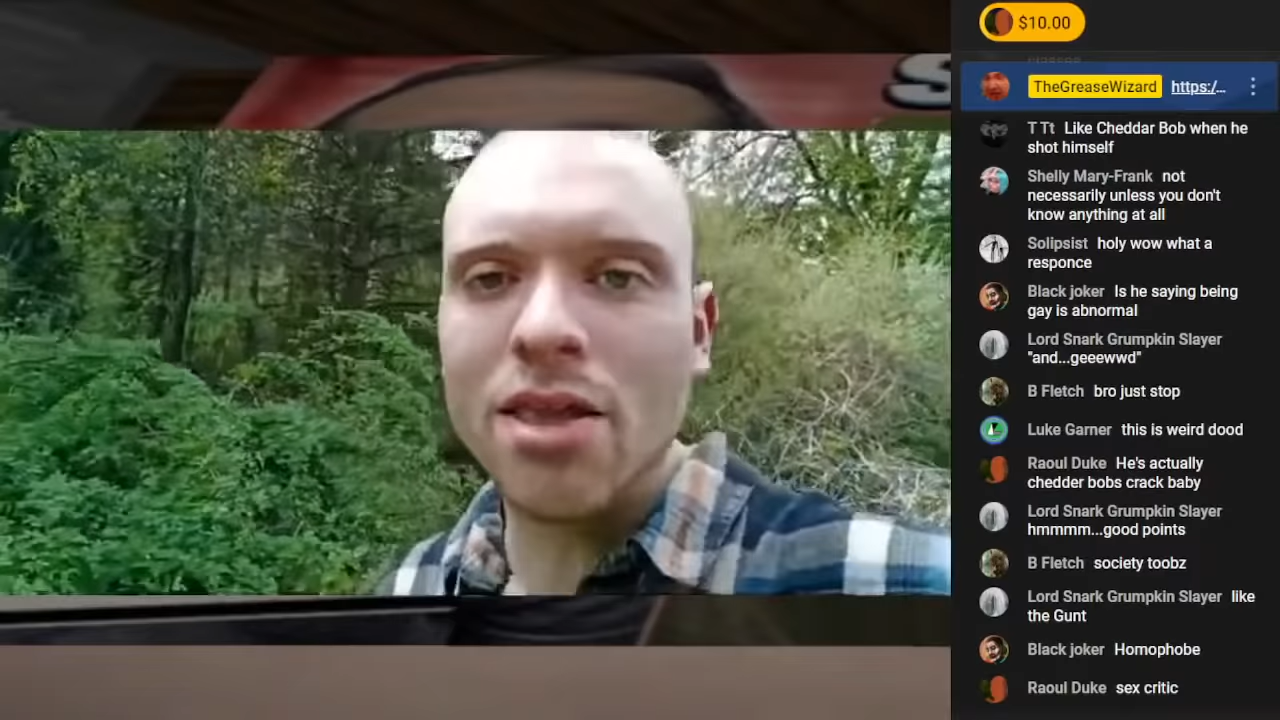 $10.00
TheGreaseWizard https:/...
T Tt Like Cheddar Bob when he
shot himself
Shelly Mary-Frank not
necessarily unless you don't
know anything at all
Solipsist holy wow what a
responce
Black joker Is he saying being
gay is abnormal
Lord Snark Grumpkin Slayer
"and...geeewwd"
B Fletch bro just stop
Luke Garner this is weird dood
Raoul Duke He's actually
chedder bobs crack baby
Lord Snark Grumpkin Slayer
hmmmm...good points
B Fletch society toobz
Lord Snark Grumpkin Slayer like
the Gunt
Black joker Homophobe
Raoul Duke sex critic